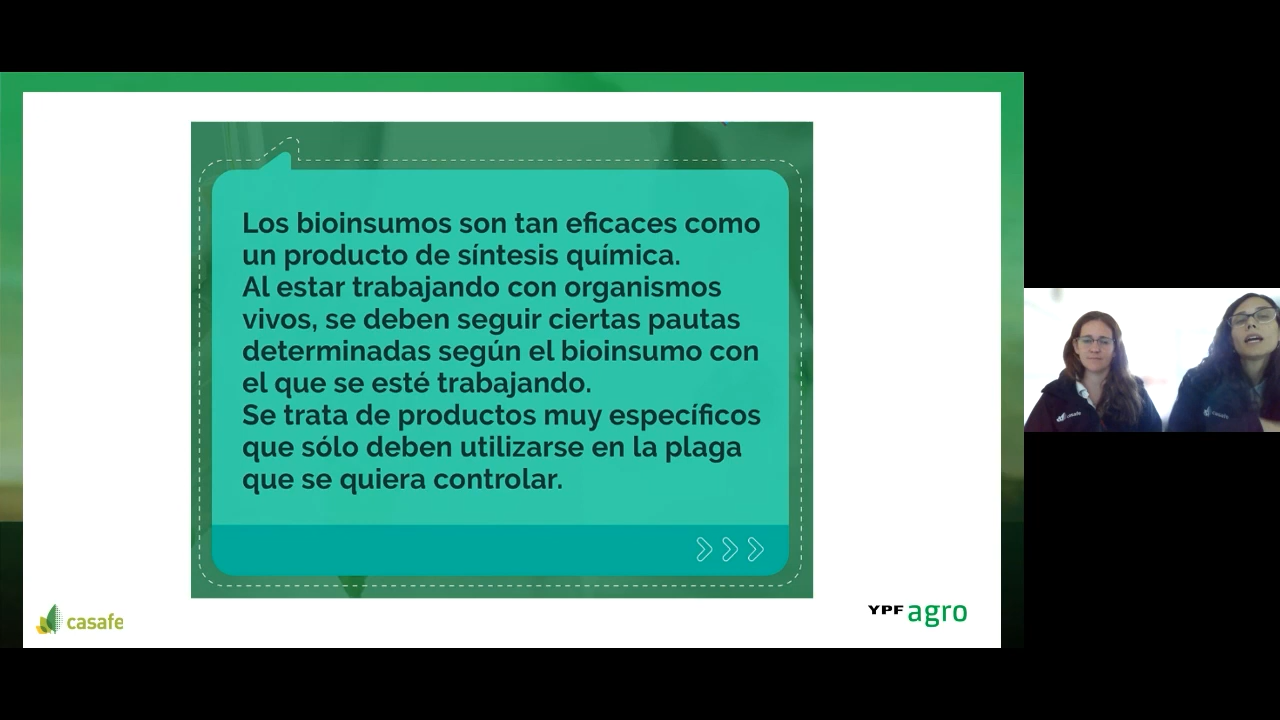 Los bioinsumos son tan eficaces como
un producto de síntesis química.
Al estar trabajando con organismos
vivos, se deben seguir ciertas pautas
determinadas según el bioinsumo con
el que se esté trabajando.
Se trata de productos muy específicos
que sólo deben utilizarse en la plaga
que se quiera controlar.
casafe
YPF agro
casafe
casafe